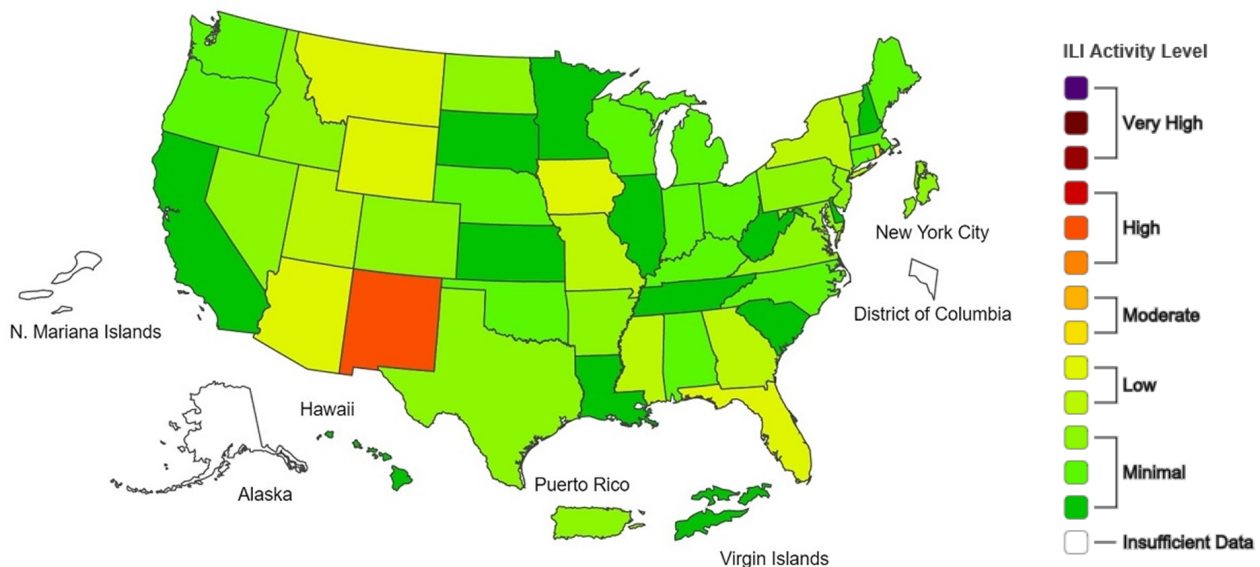 ILI Activity Level
Very High
High
Moderate
Low
Minimal
Insufficient Data
New York City
District of Columbia
N. Mariana Islands
Hawaii
Alaska
Puerto Rico
Virgin Islands